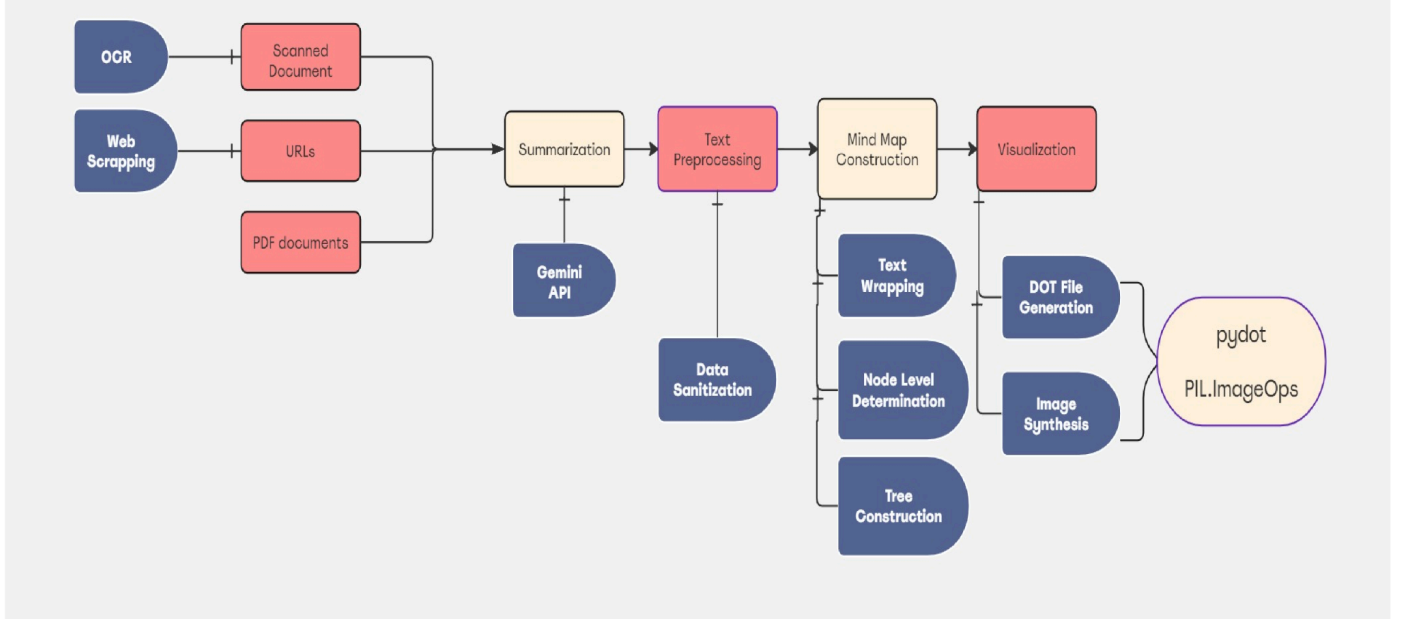 OCR
Scanned
Document
Web
Scrapping
URLs
PDF documents
Summarization
Gemini
API
Text
Preprocessing
Data
Sanitization
Mind Map
Construction
Text
Wrapping
Node Level
Determination
Tree
Construction
Visualization
DOT File
Generation
Image
Synthesis
pydot
PIL.ImageOps